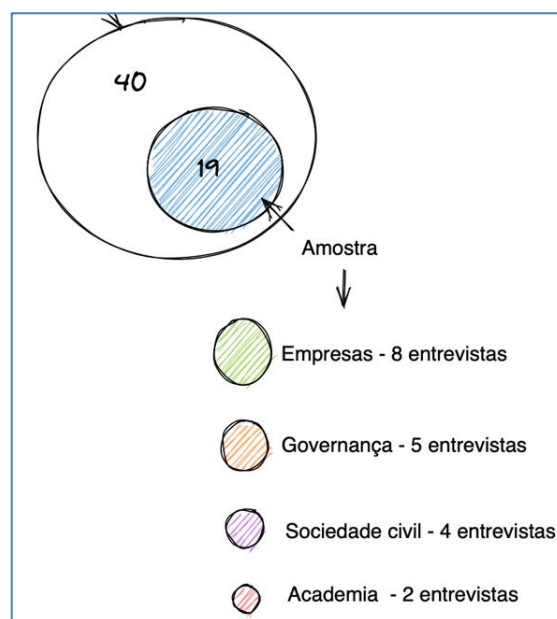 40
19
Amostra
Empresas - 8 entrevistas
Governança - 5 entrevistas
Sociedade civil - 4 entrevistas
Academia - 2 entrevistas